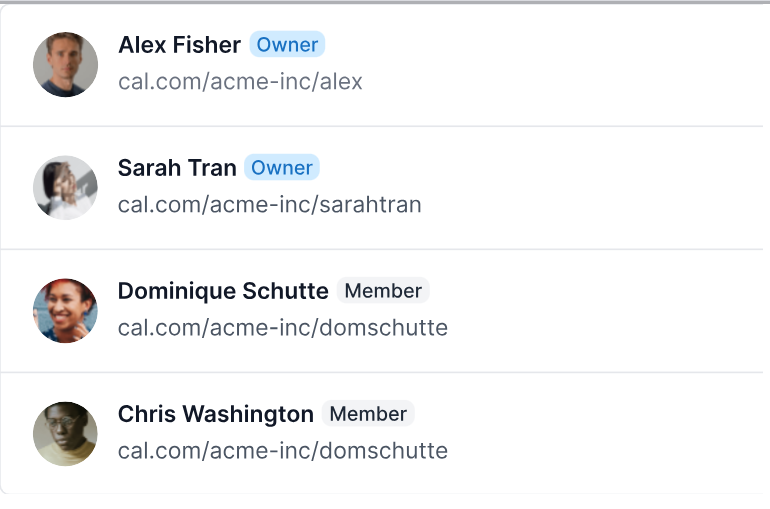 Alex Fisher Owner
cal.com/acme-inc/alex
Sarah Tran Owner
cal.com/acme-inc/sarahtran
Dominique Schutte Member
cal.com/acme-inc/domschutte
Chris Washington Member
cal.com/acme-inc/domschutte